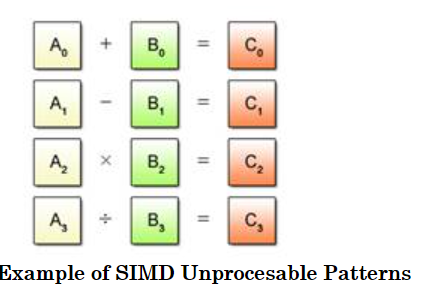 A₀ + B₀ = C₀
A₁ − B₁ = C₁
A₂ × B₂ = C₂
A₃ ÷ B₃ = C₃
Example of SIMD Unprocesable Patterns